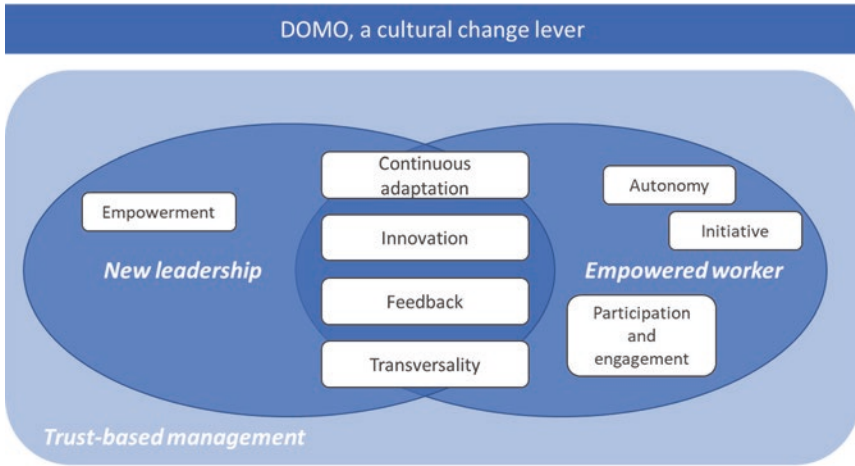 DOMO, a cultural change lever
Continuous
adaptation
Autonomy
Empowerment
Initiative
Innovation
New leadership
Empowered worker
Feedback
Participation
and
engagement
Transversality
Trust-based management